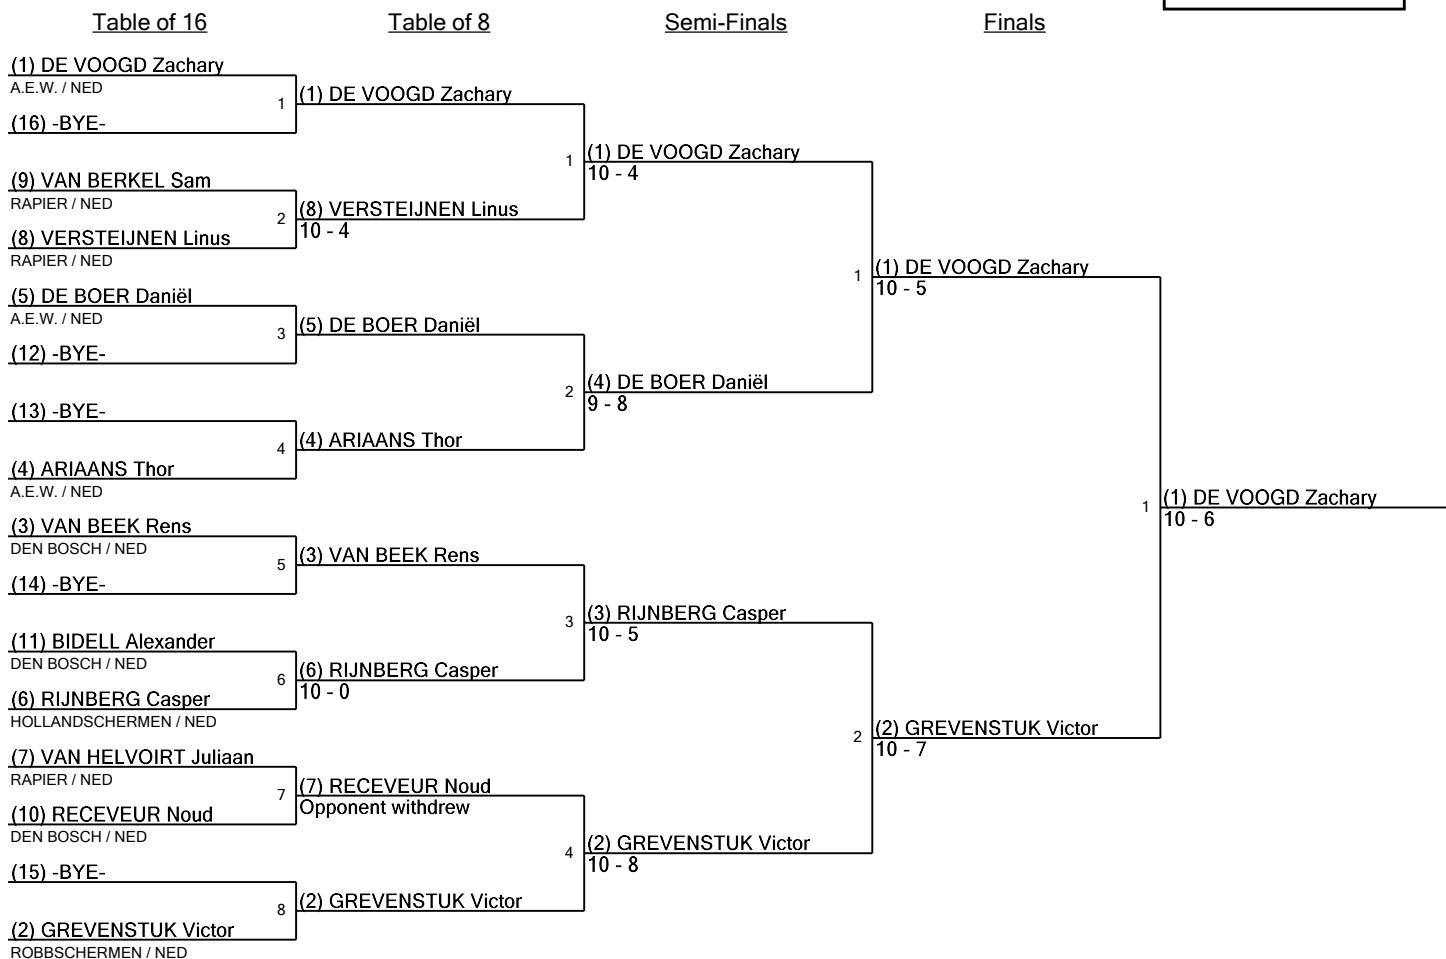 Table of 16
Table of 8
Semi-Finals
Finals
(1) DE VOOGD Zachary
A.E.W. / NED
1
(16) -BYE-
(9) VAN BERKEL Sam
RAPIER / NED
2
(8) VERSTEIJNEN Linus
RAPIER / NED
(5) DE BOER Daniël
A.E.W. / NED
3
(12) -BYE-
(13) -BYE-
4
(4) ARIAANS Thor
A.E.W. / NED
(3) VAN BEEK Rens
DEN BOSCH / NED
5
(14) -BYE-
(11) BIDELL Alexander
DEN BOSCH / NED
6
(6) RIJNBERG Casper
HOLLANDSCHERMEN / NED
(7) VAN HELVOIRT Juliaan
RAPIER / NED
7
(10) RECEVEUR Noud
DEN BOSCH / NED
(15) -BYE-
8
(2) GREVENSTUK Victor
ROBBSCHERMEN / NED
(1) DE VOOGD Zachary
1
(8) VERSTEIJNEN Linus
10 - 4
(5) DE BOER Daniël
2
(4) ARIAANS Thor
(3) VAN BEEK Rens
3
(6) RIJNBERG Casper
10 - 0
(7) RECEVEUR Noud
Opponent withdrew
4
(2) GREVENSTUK Victor
(1) DE VOOGD Zachary
10 - 4
1
(4) DE BOER Daniël
9 - 8
(3) RIJNBERG Casper
10 - 5
2
(2) GREVENSTUK Victor
10 - 8
(1) DE VOOGD Zachary
10 - 5
1
(2) GREVENSTUK Victor
10 - 7
(1) DE VOOGD Zachary
10 - 6